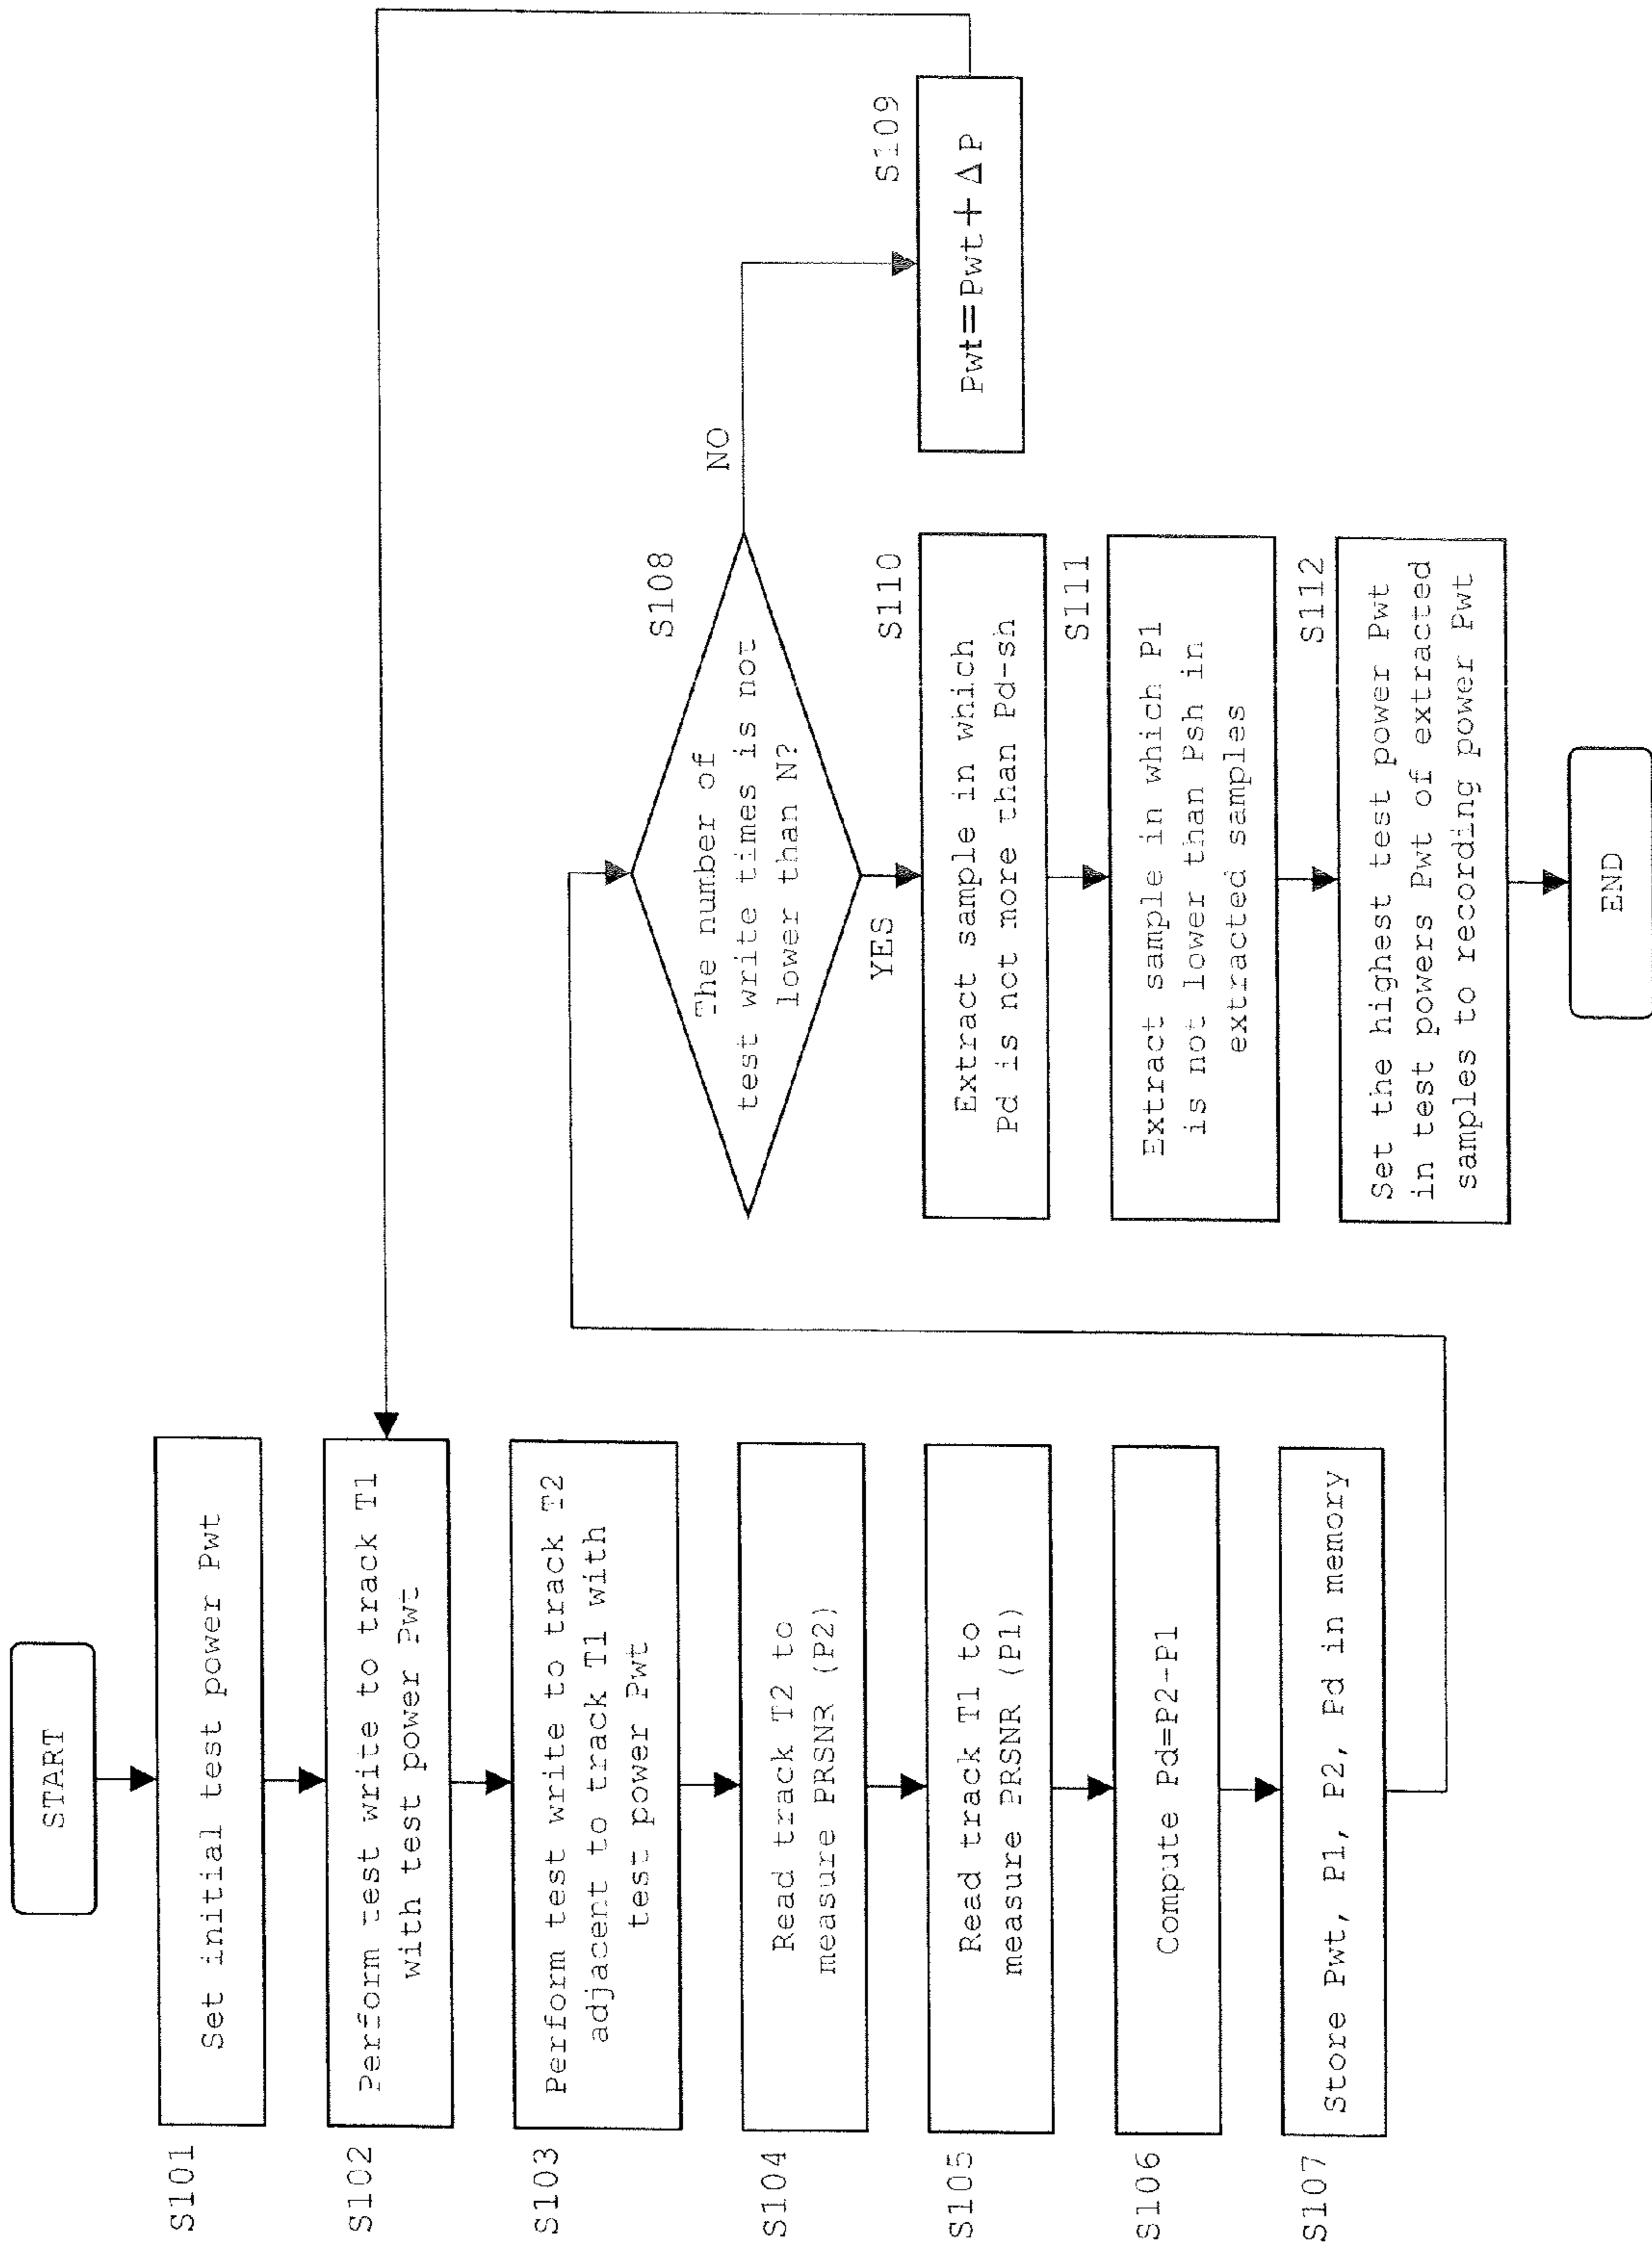 START
S101
Set initial test power Pwt
S102
Perform test write to track T1
with test power Pwt
S103
Perform test write to track T2
adjacent to track T1 with
test power Pwt
S104
Read track T2 to
measure PRSNR (P2)
S105
Read track T1 to
measure PRSNR (P1)
S106
Compute Pd=P2-P1
S107
Store Pwt, P1, P2, Pd in memory
S108
The number of
test write times is not
lower than N?
NO
YES
S109
Pwt=Pwt+ΔP
S110
Extract sample in which
Pd is not more than Pd-sh
S111
Extract sample in which P1
is not lower than Psh in
extracted samples
S112
Set the highest test power Pwt
in test powers Pwt of extracted
samples to recording power Pwt
END